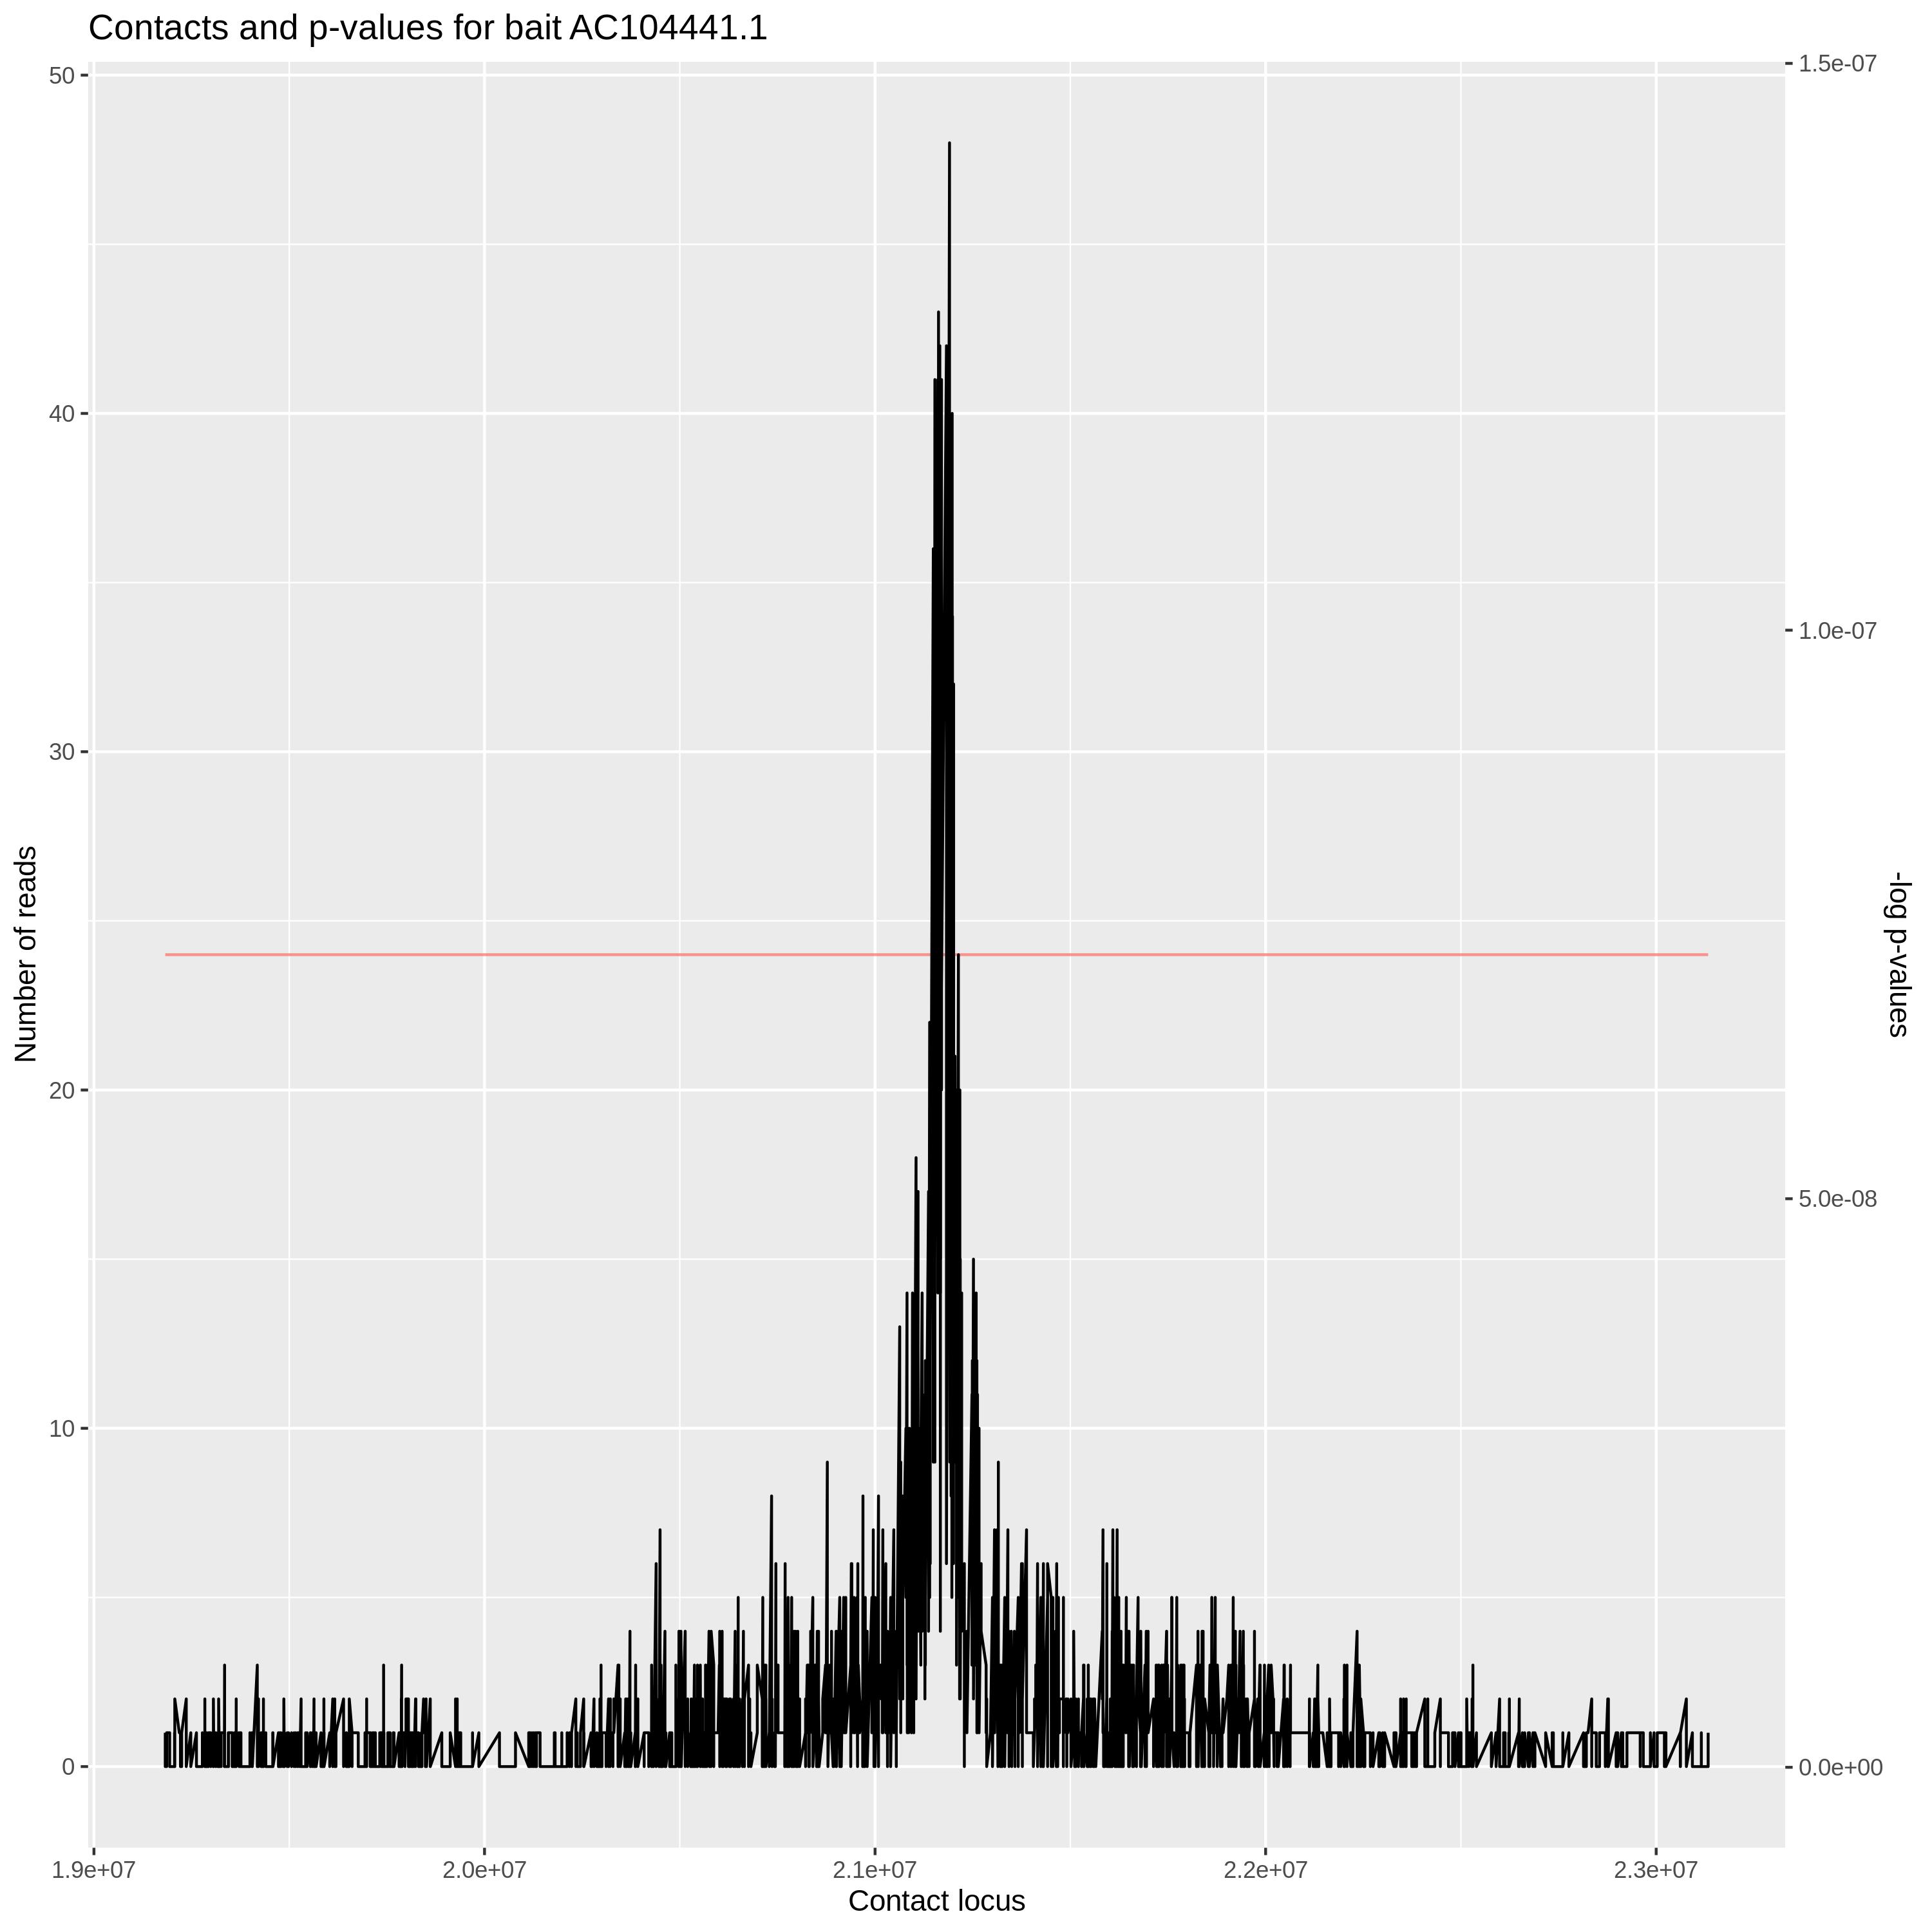 Contacts and p-values for bait AC104441.1
50
40
30
20
10
0
Number of reads
1.5e-07
1.0e-07
5.0e-08
0.0e+00
-log p-values
1.9e+07
2.0e+07
2.1e+07
2.2e+07
2.3e+07
Contact locus